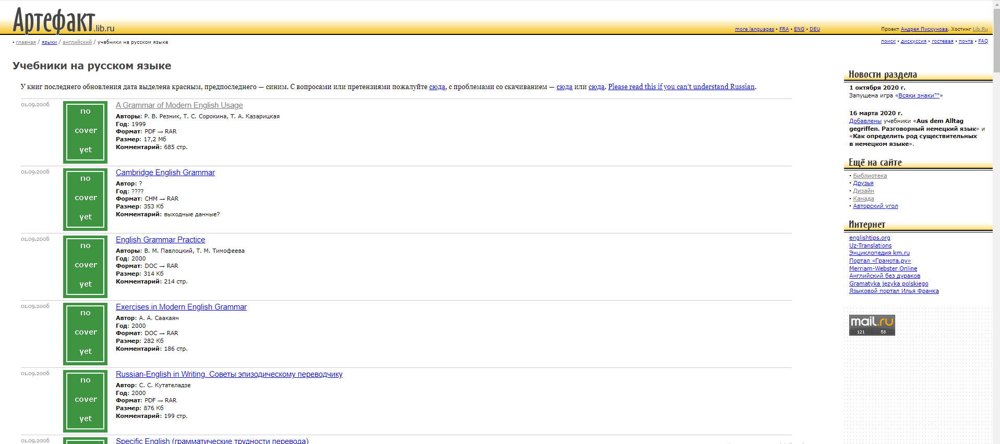 Артефакт.lib.ru
more languages • FRA • ENG • DEU
Проект Андрея Пискунова. Хостинг Lib.Ru
• главная / языки / английский / учебники на русском языке
поиск • дискуссия • гостевая • почта • FAQ
Учебники на русском языке
У книг последнего обновления дата выделена красным, предпоследнего — синим. С вопросами или претензиями пожалуйте сюда, с проблемами со скачиванием — сюда или сюда. Please read this if you can’t understand Russian.
01.09.2006
no
cover
yet
A Grammar of Modern English Usage
Авторы: Р. В. Резник, Т. С. Сорокина, Т. А. Казарицкая
Год: 1999
Формат: PDF → RAR
Размер: 17,2 Мб
Комментарий: 685 стр.
01.09.2006
no
cover
yet
Cambridge English Grammar
Автор: ?
Год: ????
Формат: CHM → RAR
Размер: 353 Кб
Комментарий: выходные данные?
01.09.2006
no
cover
yet
English Grammar Practice
Авторы: В. М. Павлоцкий, Т. М. Тимофеева
Год: 2000
Формат: DOC → RAR
Размер: 314 Кб
Комментарий: 214 стр.
01.09.2006
no
cover
yet
Exercises in Modern English Grammar
Автор: А. А. Саакаян
Год: 2000
Формат: DOC → RAR
Размер: 282 Кб
Комментарий: 186 стр.
01.09.2006
no
cover
yet
Russian-English in Writing. Советы эпизодическому переводчику
Автор: С. С. Кутателадзе
Год: 2000
Формат: PDF → RAR
Размер: 876 Кб
Комментарий: 199 стр.
01.09.2006
Specific English (грамматические трудности перевода)
Новости раздела
1 октября 2020 г.
Запущена игра «Всяки знаки™»
16 марта 2020 г.
Добавлены учебники «Aus dem Alltag
gegriffen. Разговорный немецкий язык» и
«Как определить род существительных
в немецком языке».
Ещё на сайте
• Библиотека
• Друзья
• Дизайн
• Канада
• Авторский угол
Интернет
englishtips.org
Uz-Translations
Энциклопедия km.ru
Портал «Грамота.ру»
Merriam-Webster Online
Английский без дураков
Gramatyka języka polskiego
Языковой портал Илья Франка
mail.ru
121 58